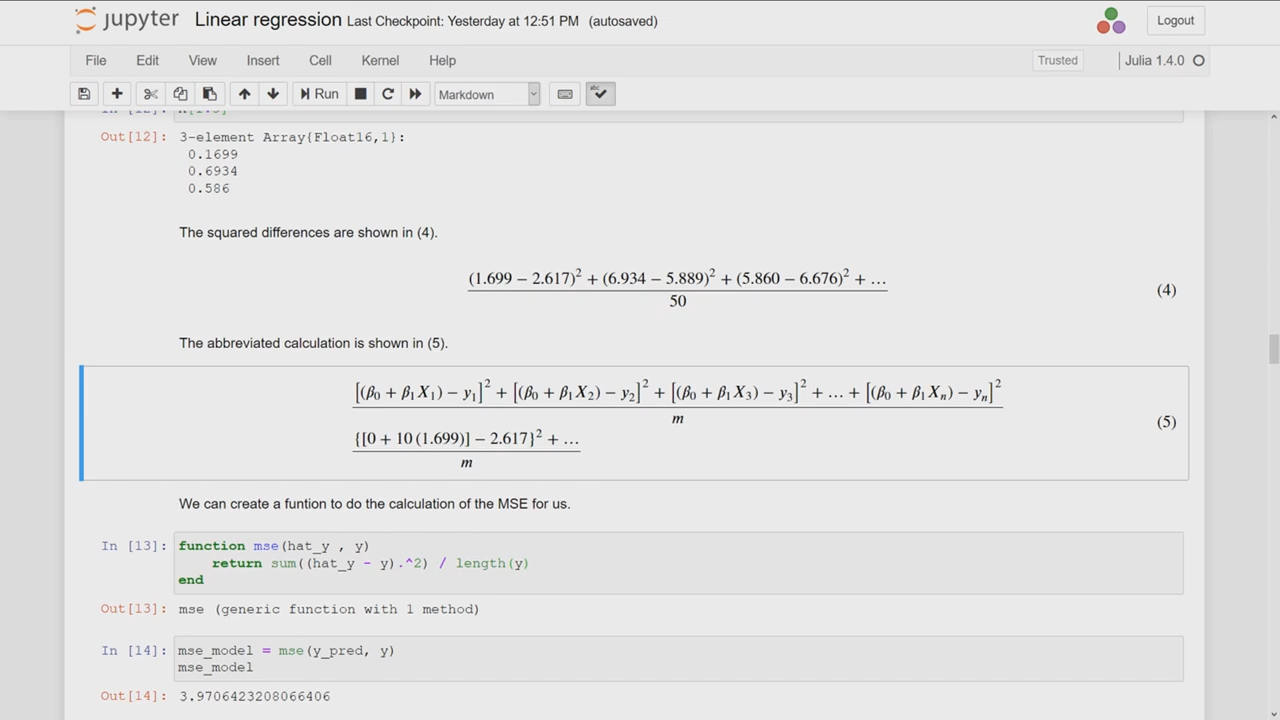 jupyter Linear regression Last Checkpoint: Yesterday at 12:51 PM (autosaved) Logout
File Edit View Insert Cell Kernel Help Trusted Julia 1.4.0
Run Markdown
Out[12]: 3-element Array{Float16,1}:
0.1699
0.6934
0.586
The squared differences are shown in (4).
(1.699 − 2.617)² + (6.934 − 5.889)² + (5.860 − 6.676)² + …
50
(4)
The abbreviated calculation is shown in (5).
[(β₀ + β₁X₁) − y₁]² + [(β₀ + β₁X₂) − y₂]² + [(β₀ + β₁X₃) − y₃]² + … + [(β₀ + β₁Xₙ) − yₙ]²
m
(5)
{[0 + 10 (1.699)] − 2.617}² + …
m
We can create a funtion to do the calculation of the MSE for us.
In [13]: function mse(hat_y , y)
return sum((hat_y - y).^2) / length(y)
end
Out[13]: mse (generic function with 1 method)
In [14]: mse_model = mse(y_pred, y)
mse_model
Out[14]: 3.9706423208066406